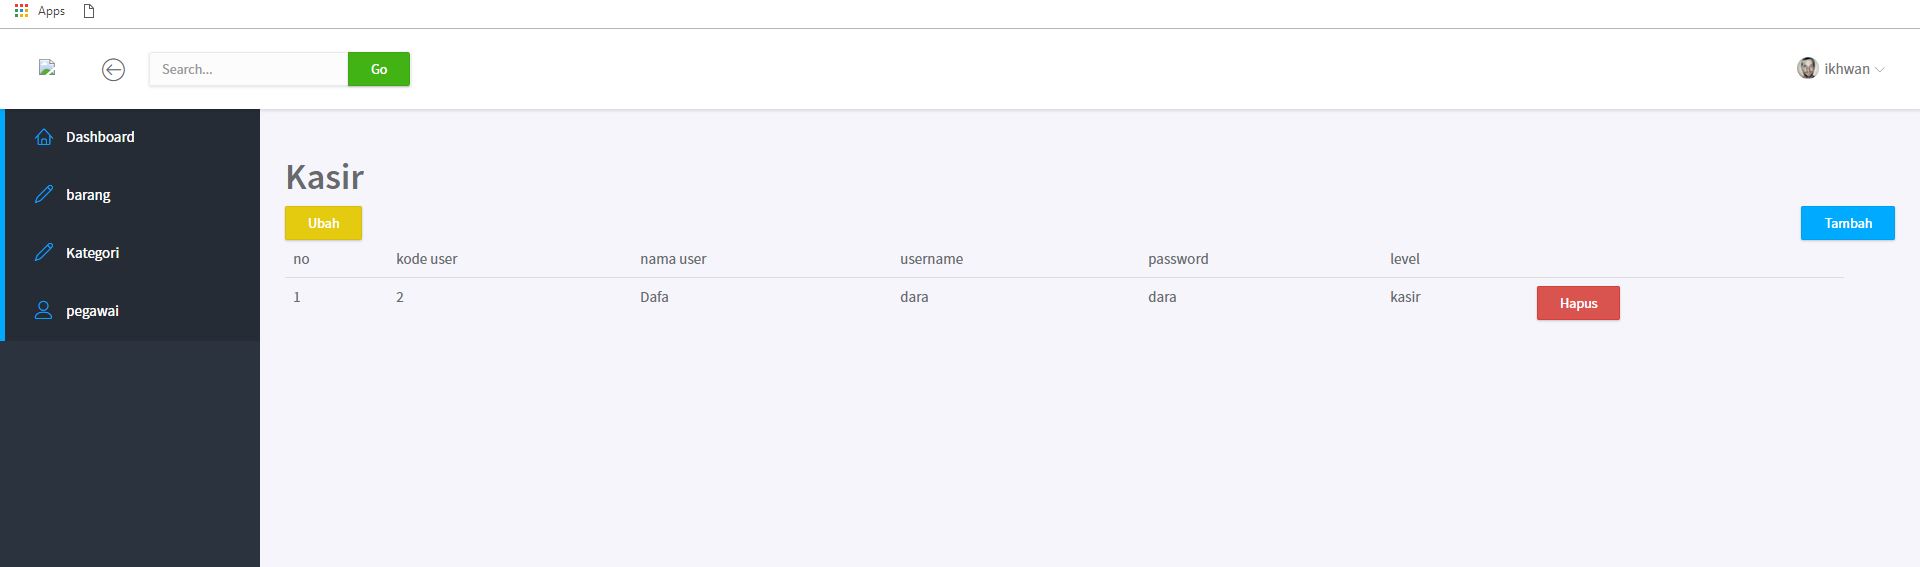 Apps
Search... Go ikhwan
Dashboard
barang
Kategori
pegawai
Kasir
Ubah Tambah
no kode user nama user username password level
1 2 Dafa dara dara kasir Hapus